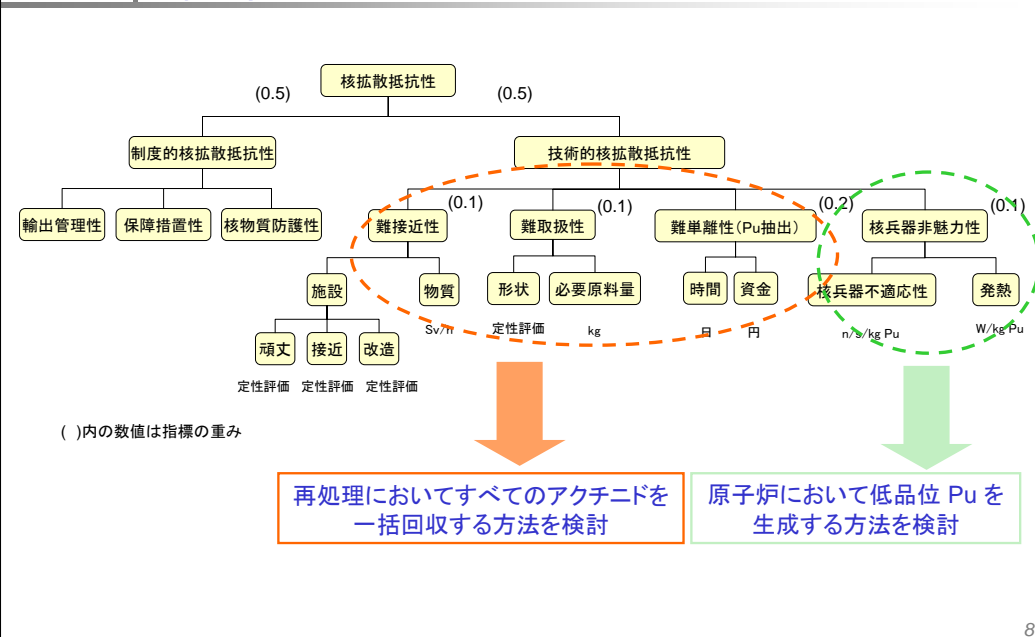 核拡散抵抗性
(0.5)
(0.5)
制度的核拡散抵抗性
技術的核拡散抵抗性
輸出管理性
保障措置性
核物質防護性
難接近性
(0.1)
難取扱性
(0.1)
難単離性(Pu抽出)
(0.2)
核兵器非魅力性
(0.1)
施設
物質
形状
必要原料量
時間
資金
核兵器不適応性
発熱
Sv/h
定性評価
kg
日
円
n/s/kg Pu
W/kg Pu
頑丈
接近
改造
定性評価
定性評価
定性評価
( )内の数値は指標の重み
再処理においてすべてのアクチニドを
一括回収する方法を検討
原子炉において低品位 Pu を
生成する方法を検討
8